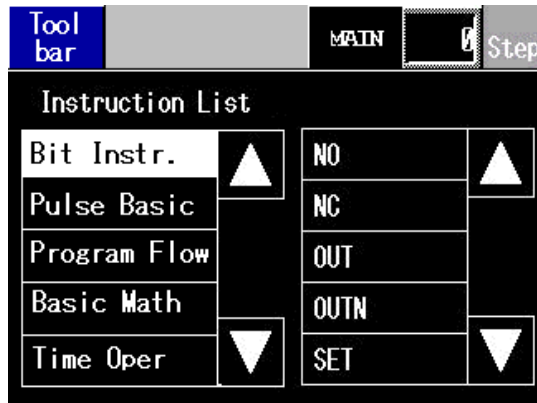 Tool bar
MAIN
0
Step
Instruction List
Bit Instr.
NO
Pulse Basic
NC
Program Flow
OUT
Basic Math
OUTN
Time Oper
SET